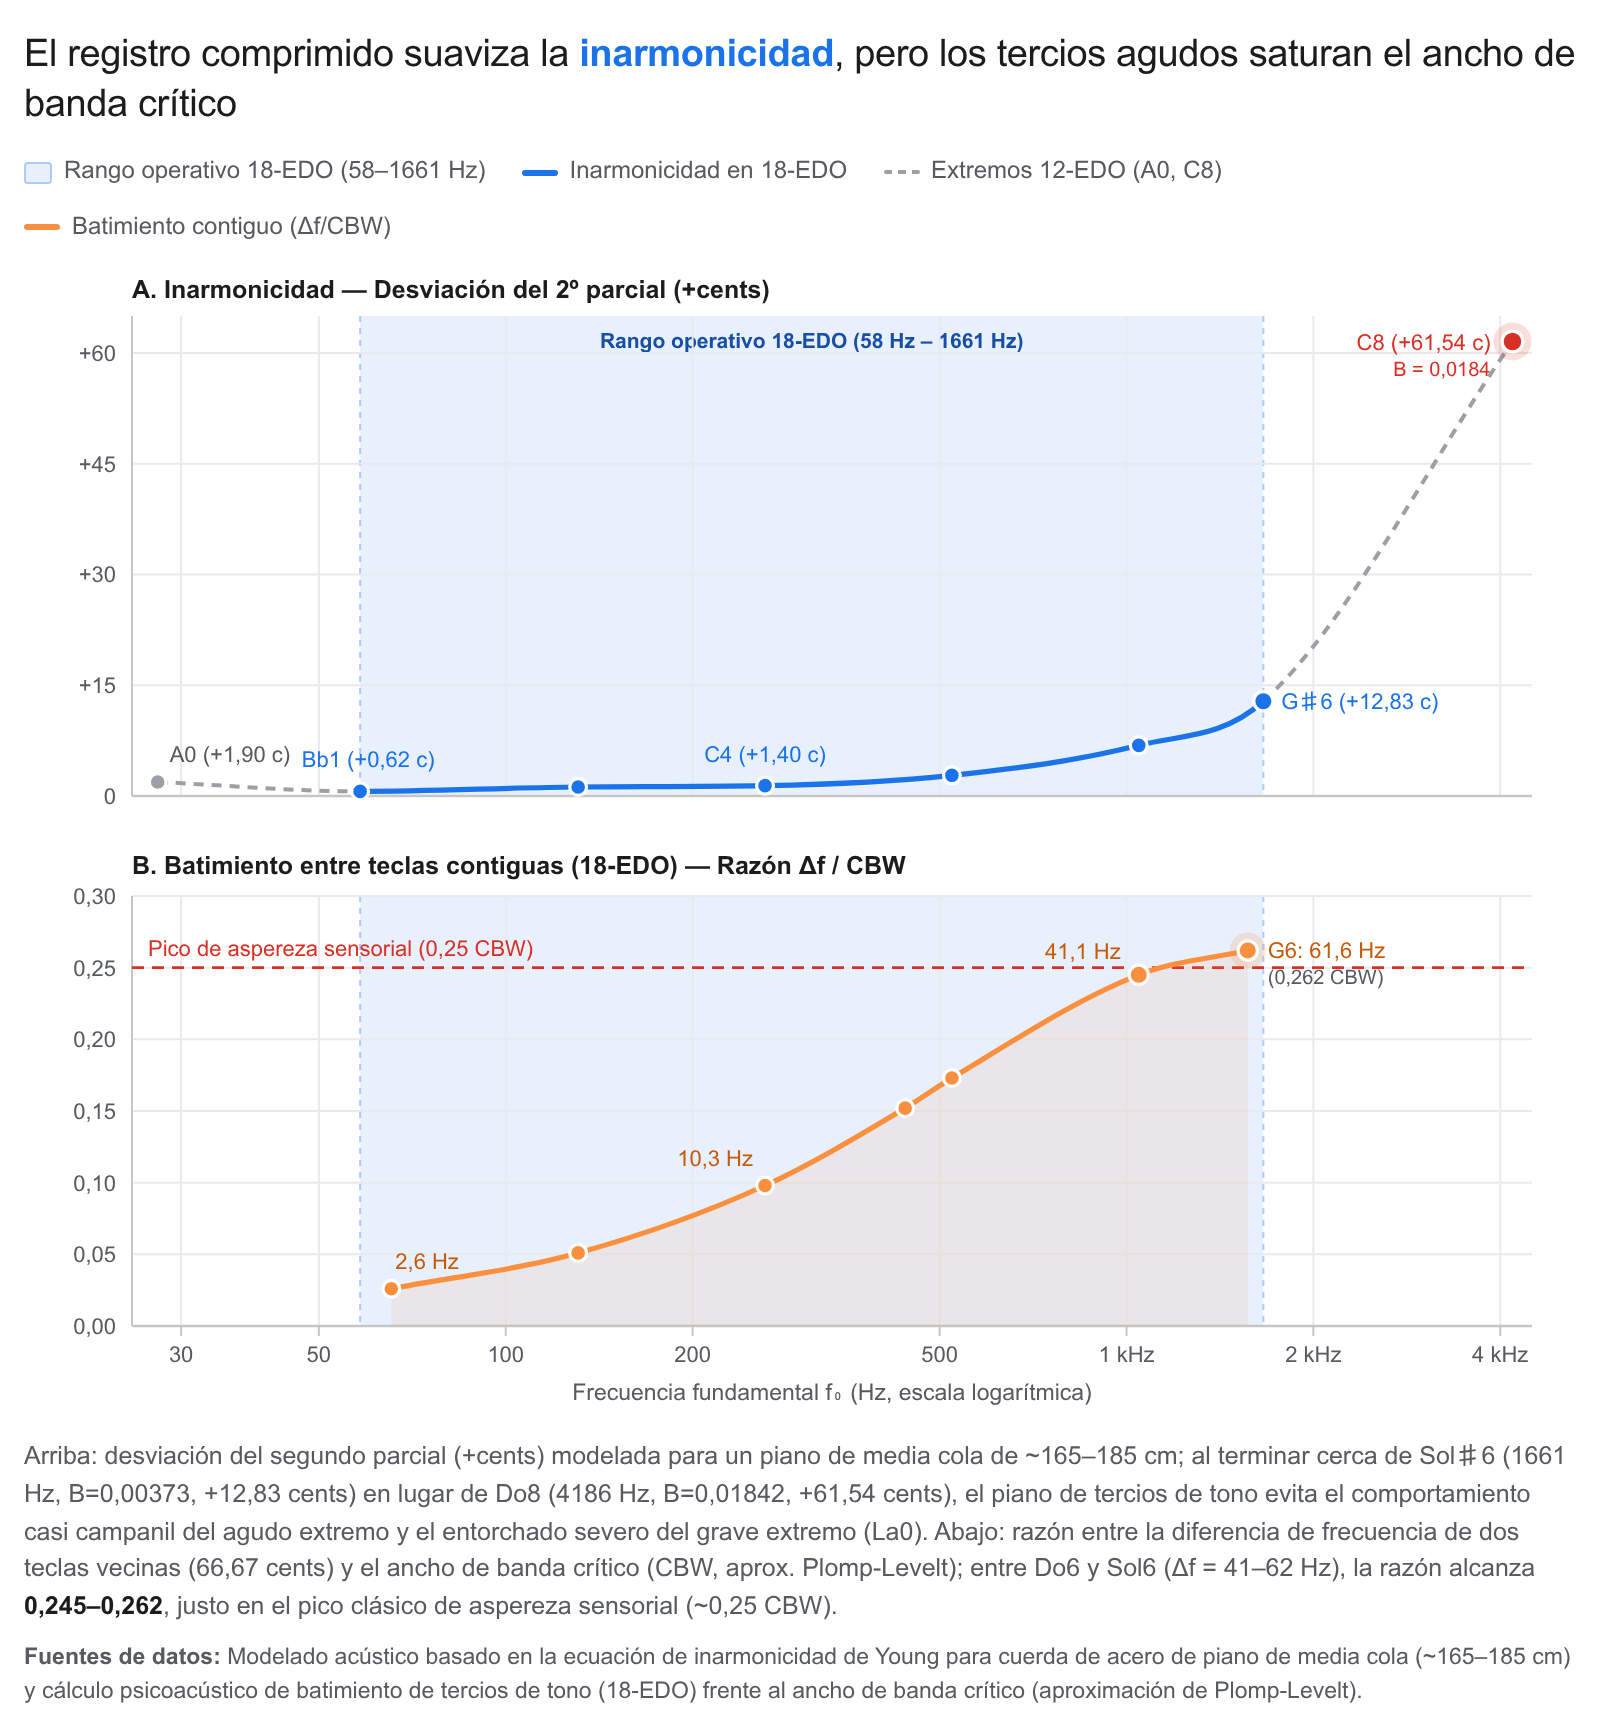 El registro comprimido suaviza la inarmonicidad, pero los tercios agudos saturan el ancho de
banda crítico
Rango operativo 18-EDO (58–1661 Hz)
Inarmonicidad en 18-EDO
Extremos 12-EDO (A0, C8)
Batimiento contiguo (Δf/CBW)
A. Inarmonicidad — Desviación del 2º parcial (+cents)
Rango operativo 18-EDO (58 Hz – 1661 Hz)
C8 (+61,54 c)
B = 0,0184
+60
+45
+30
+15
0
G♯6 (+12,83 c)
A0 (+1,90 c)
Bb1 (+0,62 c)
C4 (+1,40 c)
B. Batimiento entre teclas contiguas (18-EDO) — Razón Δf / CBW
0,30
0,25
0,20
0,15
0,10
0,05
0,00
Pico de aspereza sensorial (0,25 CBW)
41,1 Hz
G6: 61,6 Hz
(0,262 CBW)
10,3 Hz
2,6 Hz
30
50
100
200
500
1 kHz
2 kHz
4 kHz
Frecuencia fundamental f₀ (Hz, escala logarítmica)
Arriba: desviación del segundo parcial (+cents) modelada para un piano de media cola de ~165–185 cm; al terminar cerca de Sol♯6 (1661
Hz, B=0,00373, +12,83 cents) en lugar de Do8 (4186 Hz, B=0,01842, +61,54 cents), el piano de tercios de tono evita el comportamiento
casi campanil del agudo extremo y el entorchado severo del grave extremo (La0). Abajo: razón entre la diferencia de frecuencia de dos
teclas vecinas (66,67 cents) y el ancho de banda crítico (CBW, aprox. Plomp-Levelt); entre Do6 y Sol6 (Δf = 41–62 Hz), la razón alcanza
0,245–0,262, justo en el pico clásico de aspereza sensorial (~0,25 CBW).
Fuentes de datos: Modelado acústico basado en la ecuación de inarmonicidad de Young para cuerda de acero de piano de media cola (~165–185 cm)
y cálculo psicoacústico de batimiento de tercios de tono (18-EDO) frente al ancho de banda crítico (aproximación de Plomp-Levelt).